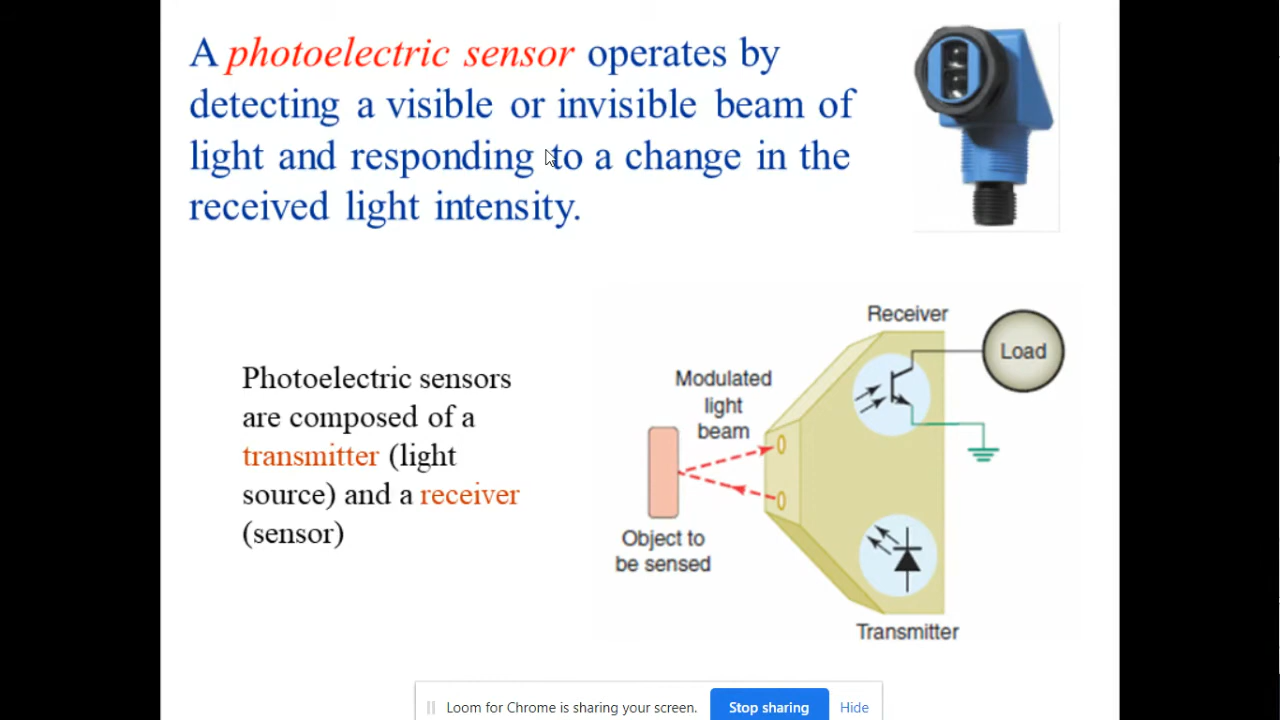 A photoelectric sensor operates by
detecting a visible or invisible beam of
light and responding to a change in the
received light intensity.
Photoelectric sensors
are composed of a
transmitter (light
source) and a receiver
(sensor)
Receiver
Load
Modulated
light
beam
Object to
be sensed
Transmitter
Loom for Chrome is sharing your screen.
Stop sharing
Hide